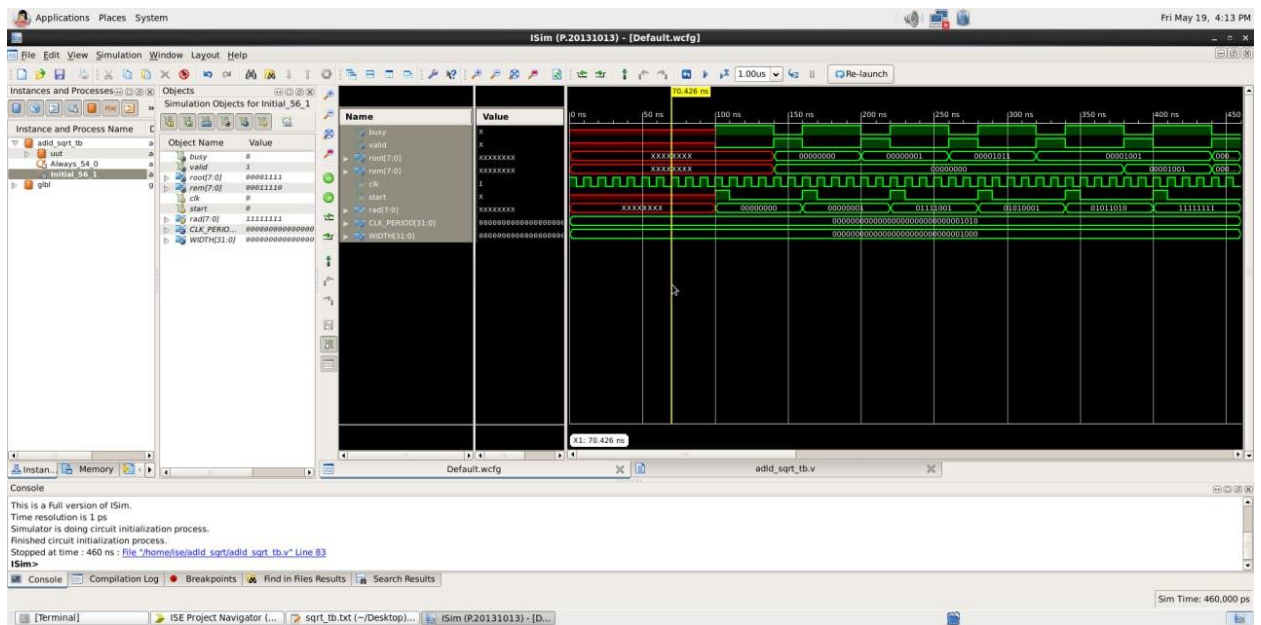 Applications Places System
Fri May 19, 4:13 PM
ISim (P.20131013) - [Default.wcfg]
File Edit View Simulation Window Layout Help
1.00us
Re-launch
Instances and Processes
Instance and Process Name
adld_sqrt_tb
uut
Always_54_0
Initial_56_1
glbl
Objects
Simulation Objects for Initial_56_1
Object Name Value
busy 0
valid 1
root[7:0] 00001111
rem[7:0] 00011110
clk 0
start 0
rad[7:0] 11111111
CLK_PERIO... 000000000000
WIDTH[31:0] 000000000000
Name Value
busy X
valid X
root[7:0] XXXXXXXX
rem[7:0] XXXXXXXX
clk 1
start X
rad[7:0] XXXXXXXX
CLK_PERIOD[31:0]
WIDTH[31:0]
70.426 ns
0 ns 50 ns 100 ns 150 ns 200 ns 250 ns 300 ns 350 ns 400 ns 450
XXXXXXXX 00000000 00000001 00001011 00001001 000...
XXXXXXXX 00000000 00001001 000...
XXXXXXXX 00000000 00000001 01111001 01010001 01011010 11111111
00000000000000000000000000001010
00000000000000000000000000001000
X1: 70.426 ns
Instan... Memory
Default.wcfg
adld_sqrt_tb.v
Console
This is a Full version of ISim.
Time resolution is 1 ps
Simulator is doing circuit initialization process.
Finished circuit initialization process.
Stopped at time : 460 ns : File "/home/ise/adld_sqrt/adld_sqrt_tb.v" Line 83
ISim>
Console Compilation Log Breakpoints Find in Files Results Search Results
Sim Time: 460,000 ps
[Terminal] ISE Project Navigator (... sqrt_tb.txt (~/Desktop)... ISim (P.20131013) - [D...